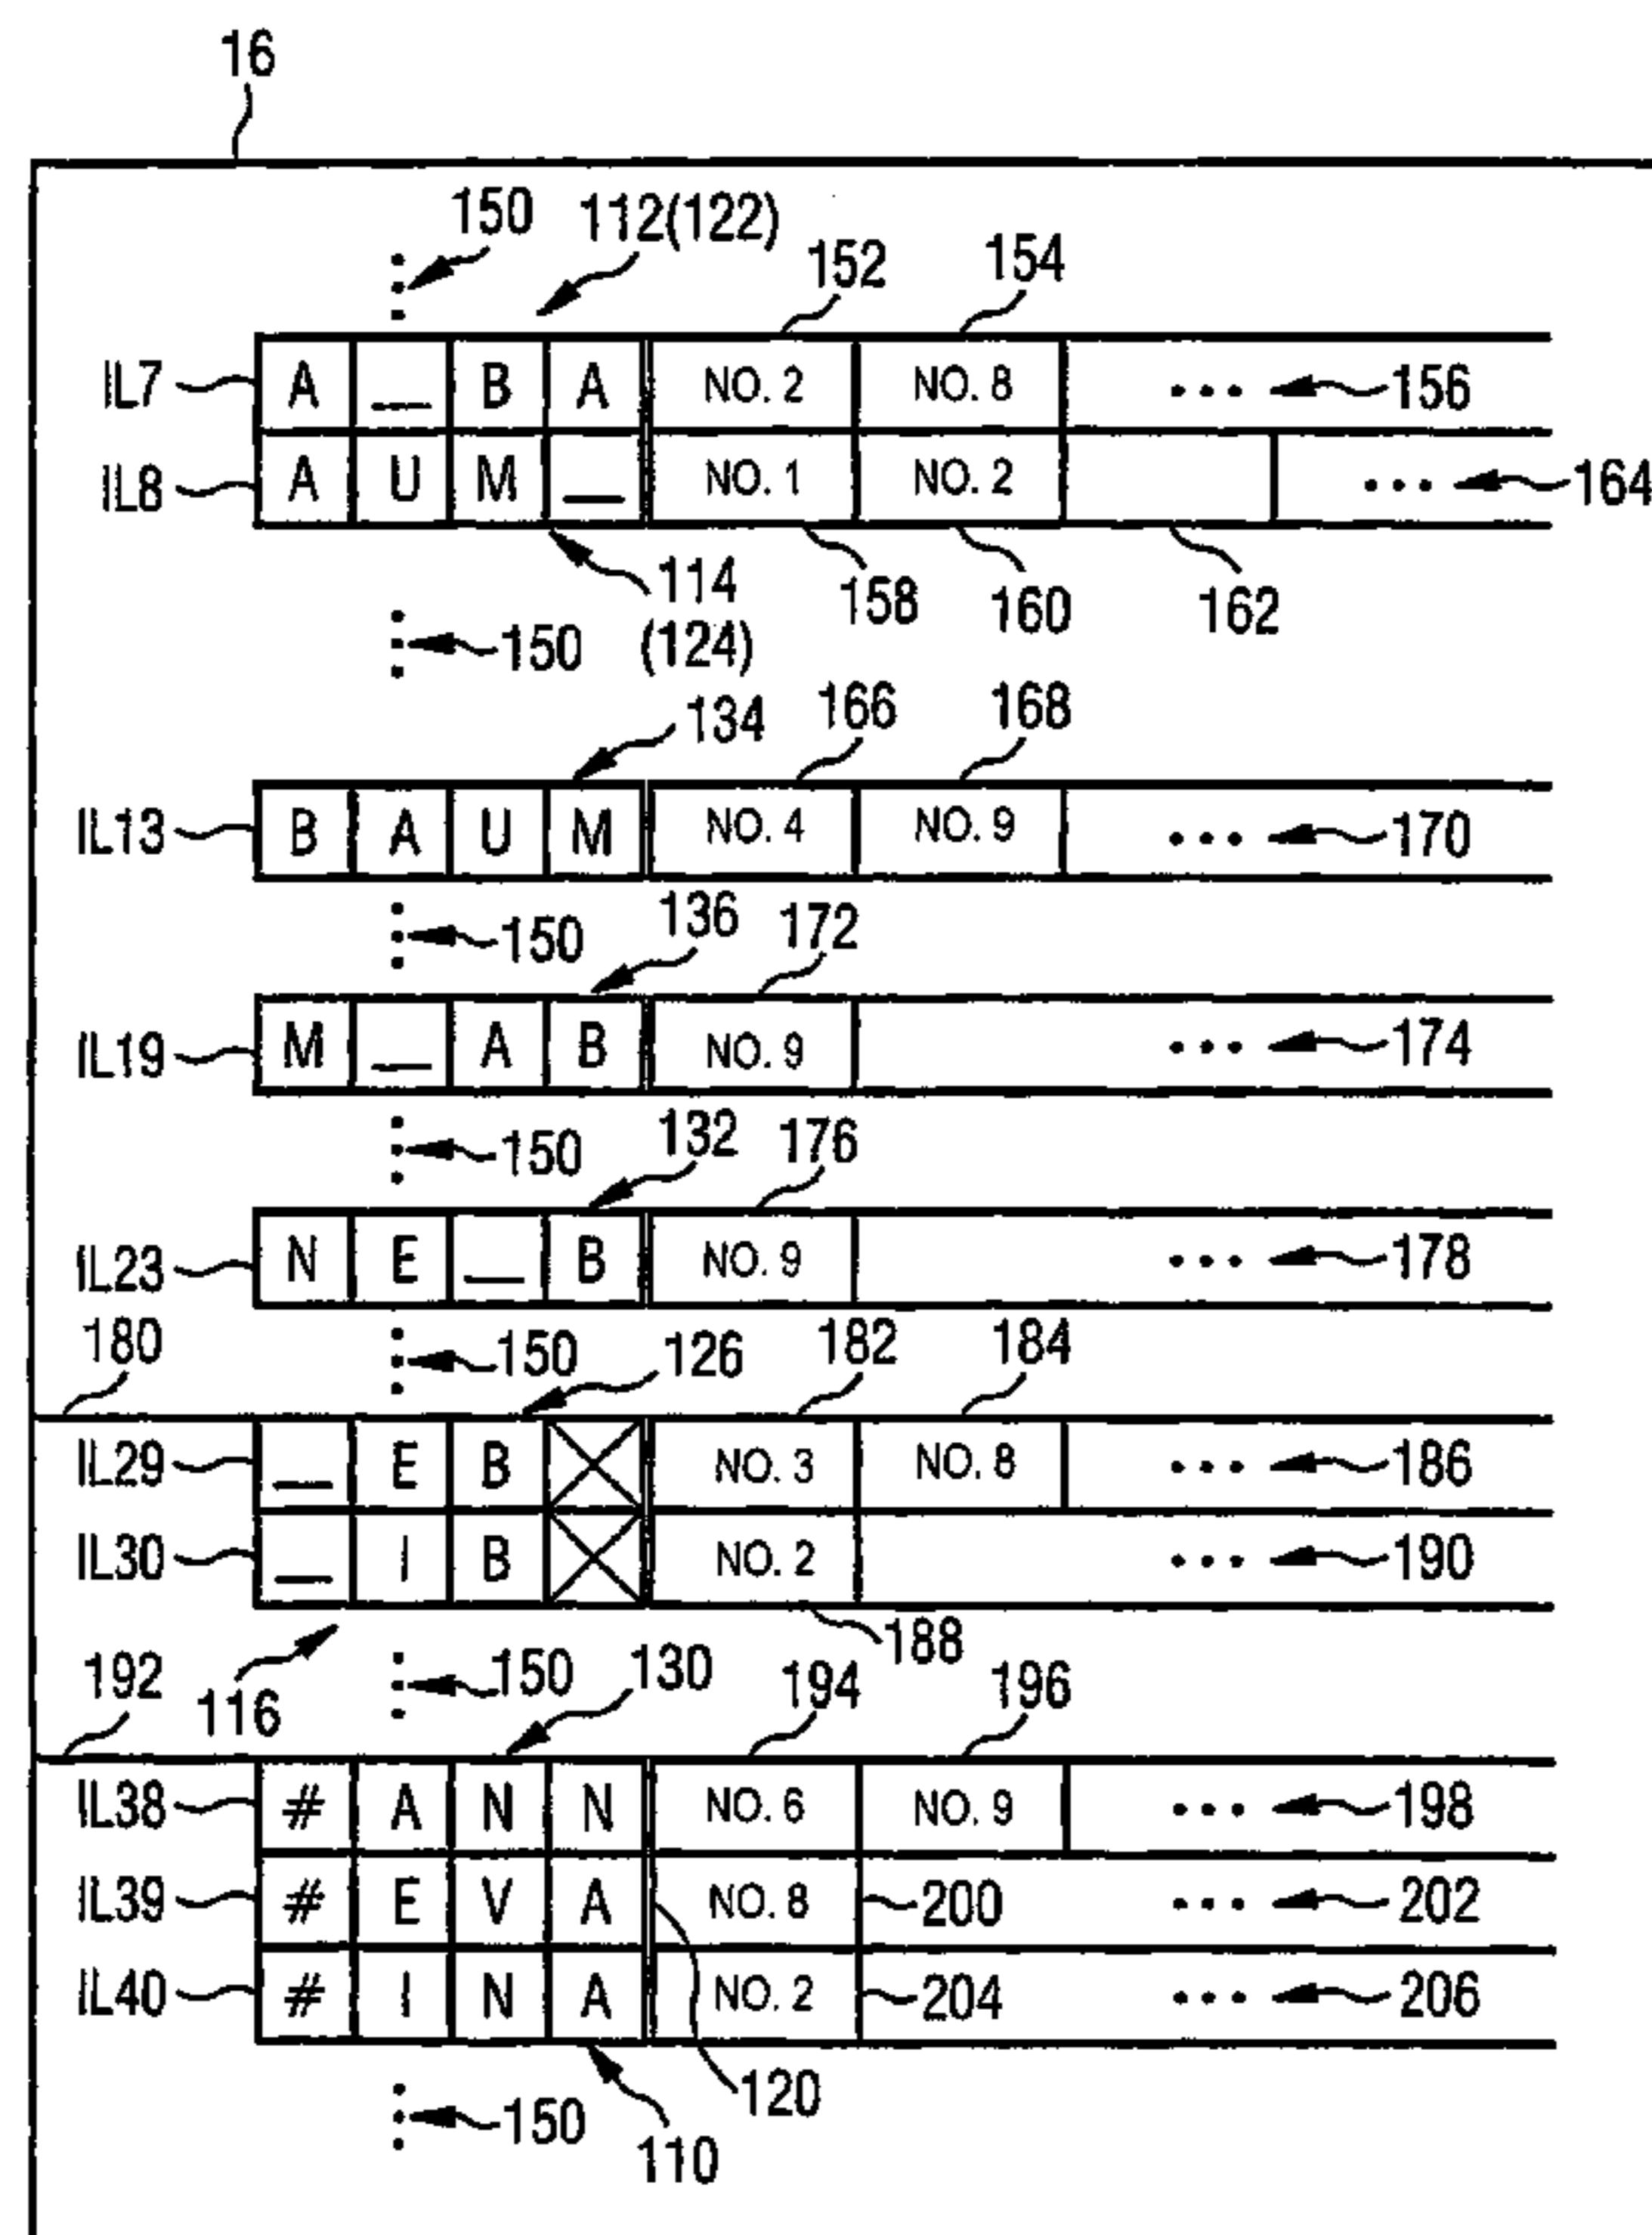 16
150 112(122) 152 154
IL7 A _ B A NO. 2 NO. 8 ... 156
IL8 A U M _ NO. 1 NO. 2 ... 164
114 158 160 162
150 (124)
134 166 168
IL13 B A U M NO. 4 NO. 9 ... 170
150 136 172
IL19 M _ A B NO. 9 ... 174
150 132 176
IL23 N E _ B NO. 9 ... 178
180 150 126 182 184
IL29 _ E B NO. 3 NO. 8 ... 186
IL30 _ I B NO. 2 ... 190
188
192 116 150 130 194 196
IL38 # A N N NO. 6 NO. 9 ... 198
IL39 # E V A NO. 8 200 ... 202
IL40 # I N A NO. 2 204 ... 206
120
150 110